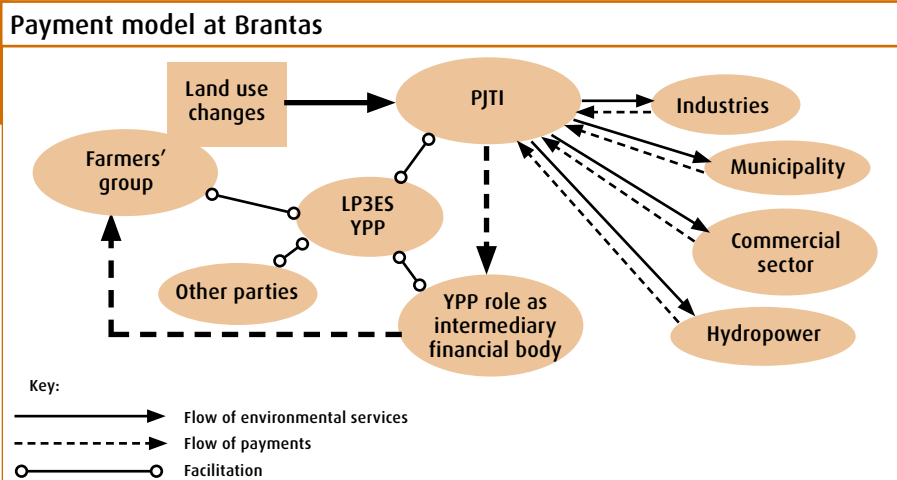 Payment model at Brantas
Land use
changes
PJTI
Industries
Farmers'
group
Municipality
LP3ES
YPP
Commercial
sector
Other parties
YPP role as
intermediary
financial body
Hydropower
Key:
Flow of environmental services
Flow of payments
Facilitation